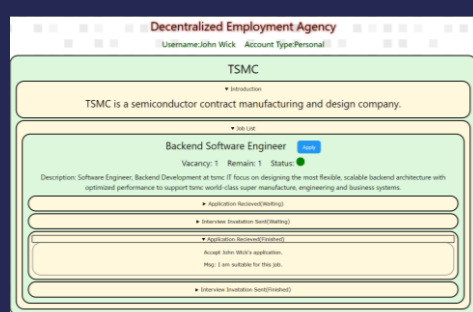 Decentralized Employment Agency
Username:John Wick Account Type:Personal
TSMC
▼ Introduction
TSMC is a semiconductor contract manufacturing and design company.
▼ Job List
Backend Software Engineer Apply
Vacancy: 1 Remain: 1 Status:
Description: Software Engineer, Backend Development at tsmc IT focus on designing the most flexible, scalable backend architecture with
optimized performance to support tsmc world-class super manufacture, engineering and business systems.
► Application Recieved(Waiting)
► Interview Invatation Sent(Waiting)
▼ Application Recieved(Finished)
Accept John Wick's application.
Msg: I am suitable for this job.
► Interview Invatation Sent(Finished)